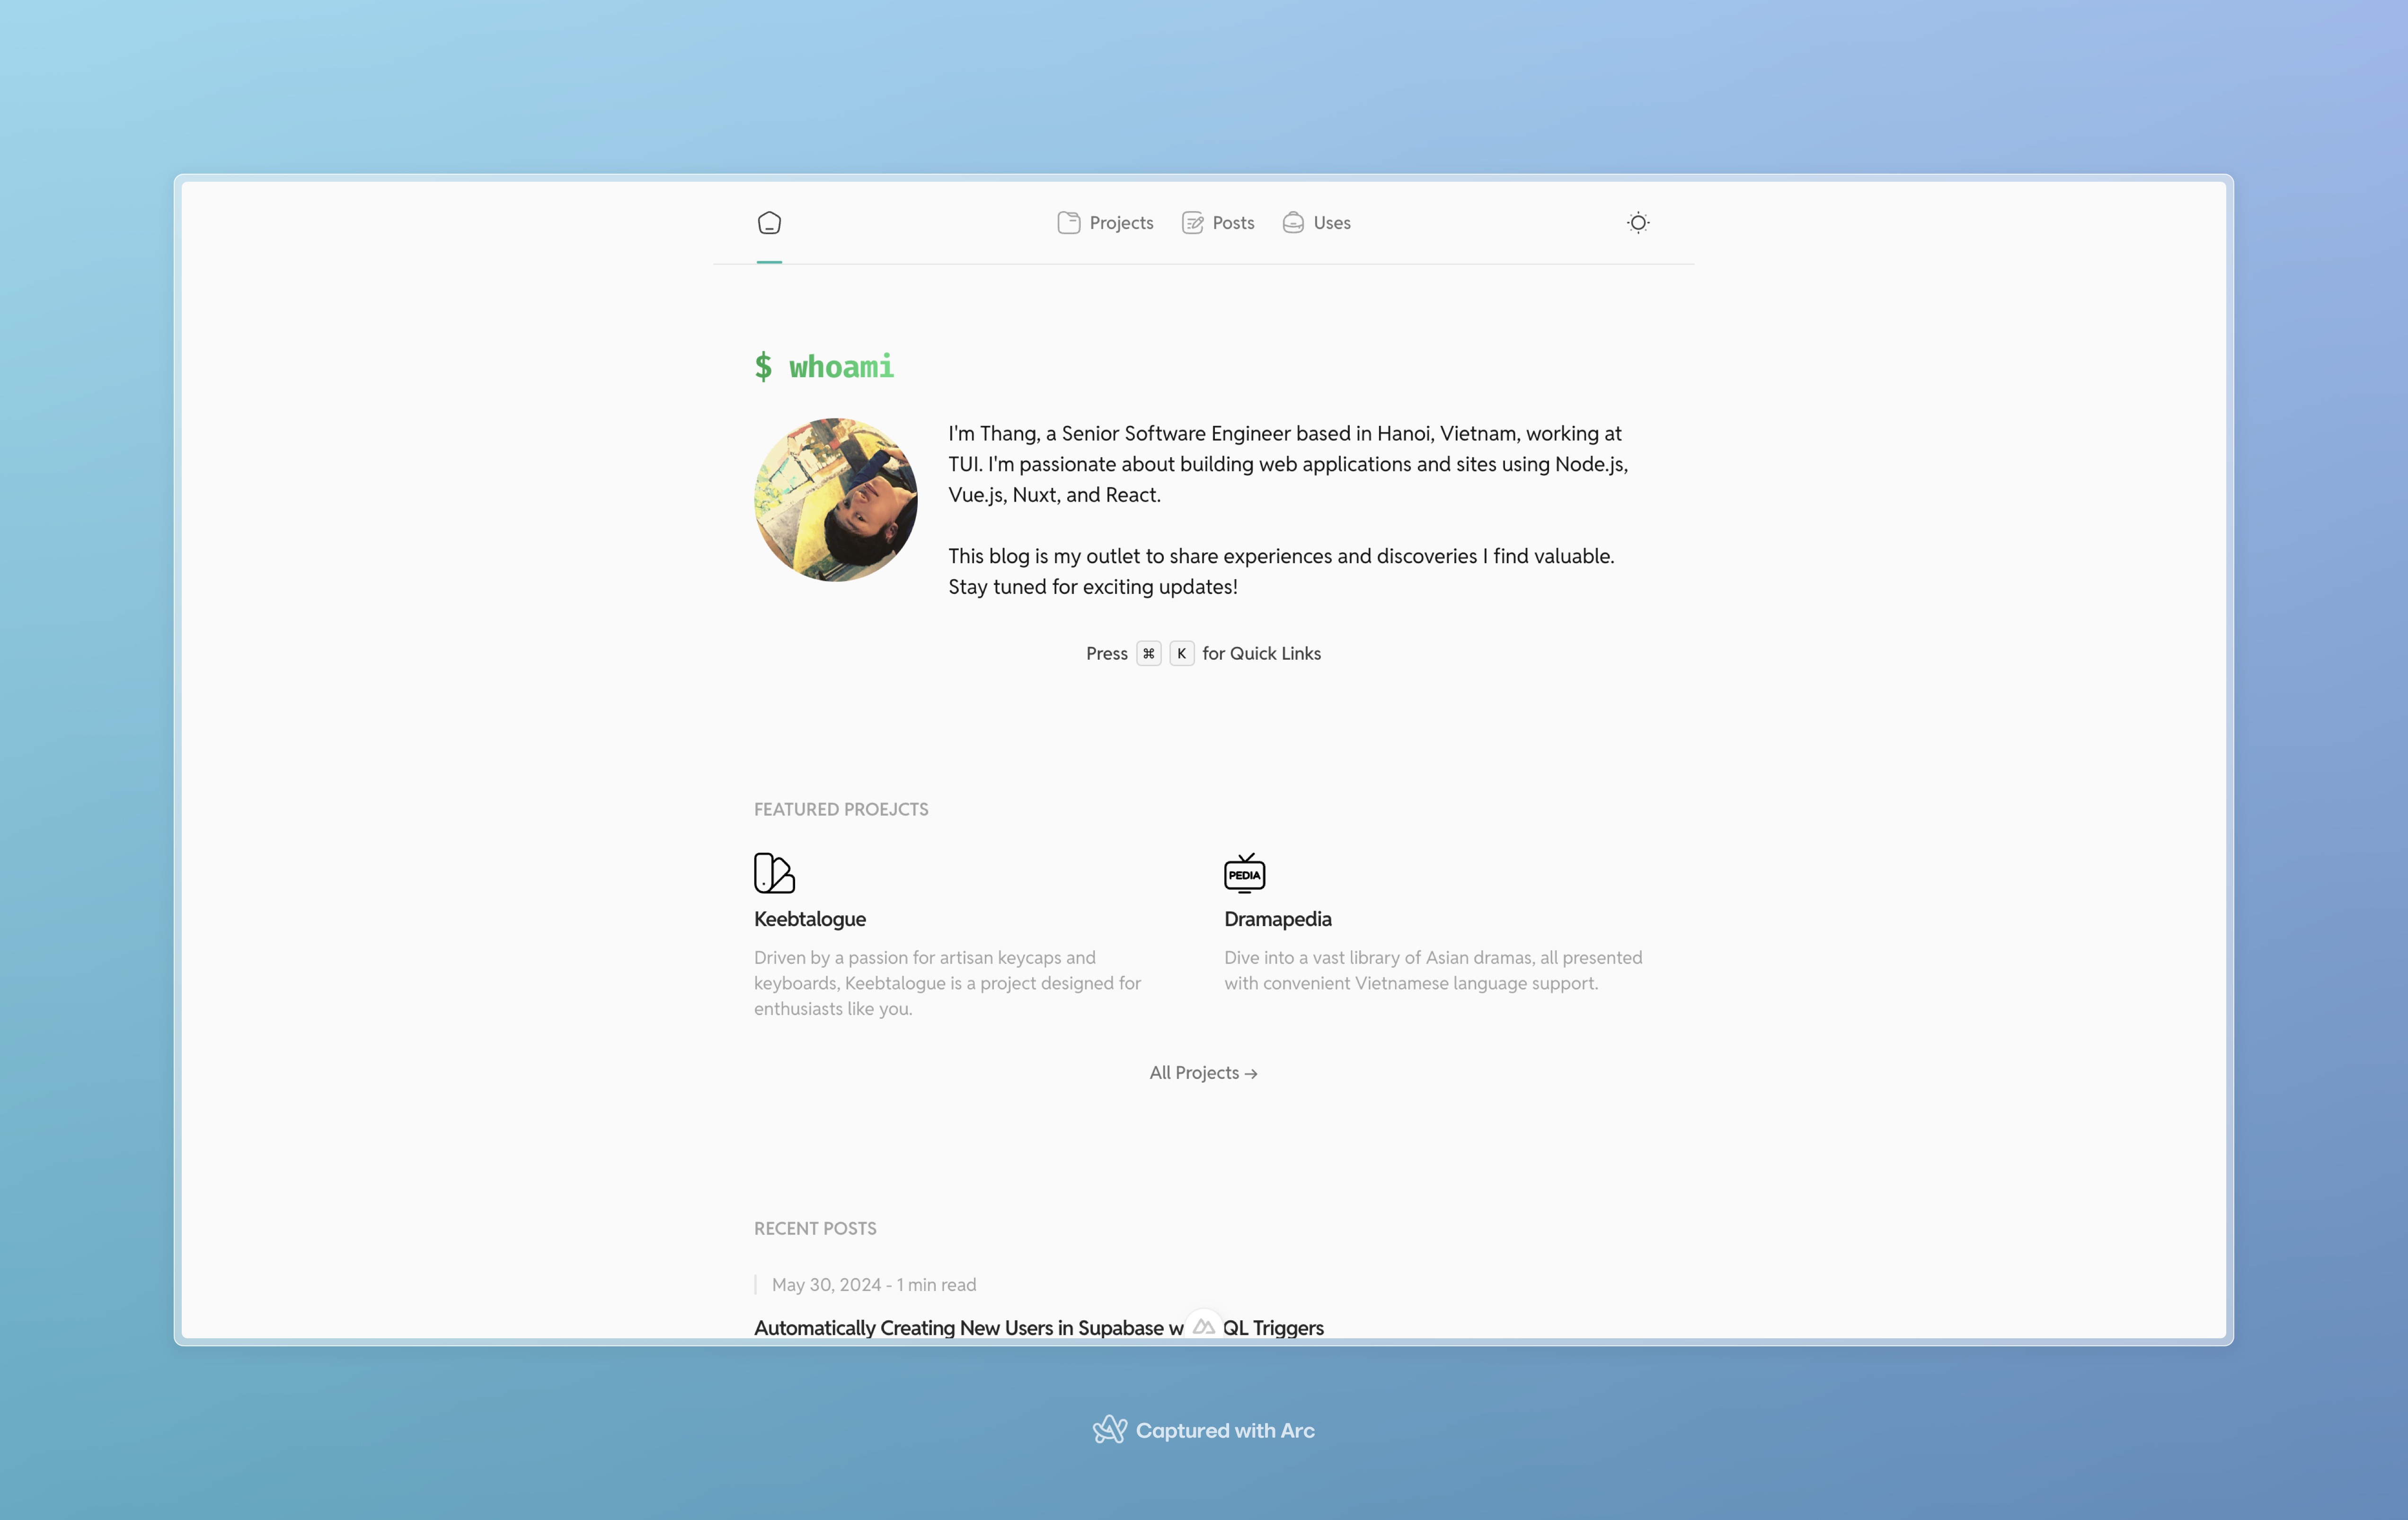 Projects Posts Uses
$ whoami
I'm Thang, a Senior Software Engineer based in Hanoi, Vietnam, working at
TUI. I'm passionate about building web applications and sites using Node.js,
Vue.js, Nuxt, and React.
This blog is my outlet to share experiences and discoveries I find valuable.
Stay tuned for exciting updates!
Press ⌘ K for Quick Links
FEATURED PROEJCTS
PEDIA
Keebtalogue
Driven by a passion for artisan keycaps and
keyboards, Keebtalogue is a project designed for
enthusiasts like you.
Dramapedia
Dive into a vast library of Asian dramas, all presented
with convenient Vietnamese language support.
All Projects →
RECENT POSTS
May 30, 2024 - 1 min read
Automatically Creating New Users in Supabase w QL Triggers
Captured with Arc